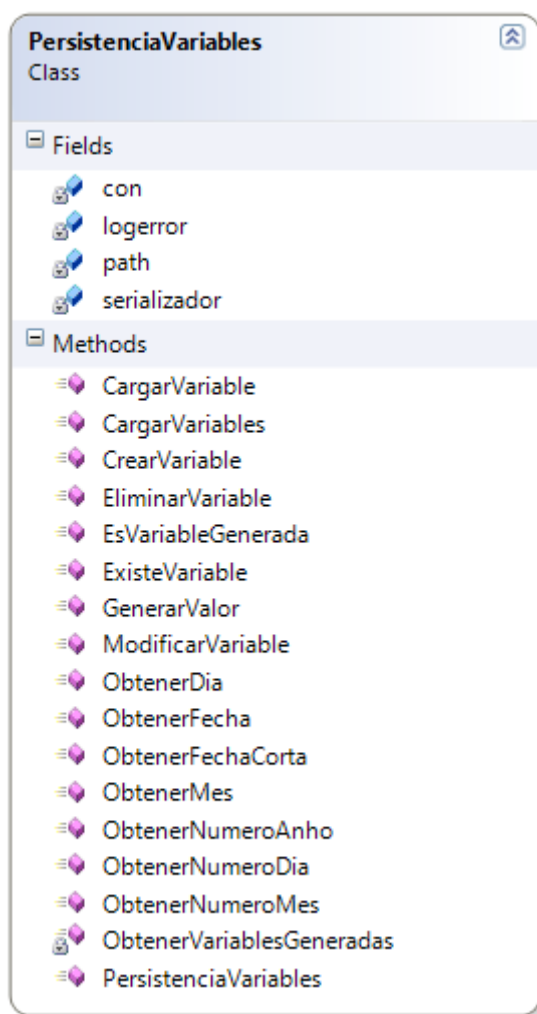 PersistenciaVariables
Class
Fields
con
logerror
path
serializador
Methods
CargarVariable
CargarVariables
CrearVariable
EliminarVariable
EsVariableGenerada
ExisteVariable
GenerarValor
ModificarVariable
ObtenerDia
ObtenerFecha
ObtenerFechaCorta
ObtenerMes
ObtenerNumeroAnho
ObtenerNumeroDia
ObtenerNumeroMes
ObtenerVariablesGeneradas
PersistenciaVariables